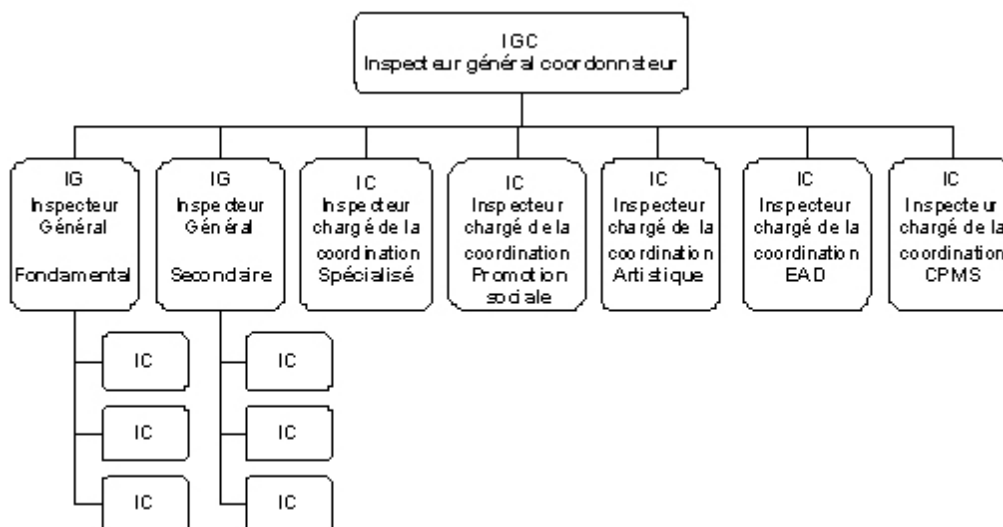 IGC
Inspecteur général coordonnateur
IG
Inspecteur
Général
Fondamental
IG
Inspecteur
Général
Secondaire
IC
Inspecteur
chargé de la
coordination
Spécialisé
IC
Inspecteur
chargé de la
coordination
Promotion
sociale
IC
Inspecteur
chargé de la
coordination
Artistique
IC
Inspecteur
chargé de la
coordination
EAD
IC
Inspecteur
chargé de la
coordination
CPMS
IC
IC
IC
IC
IC
IC